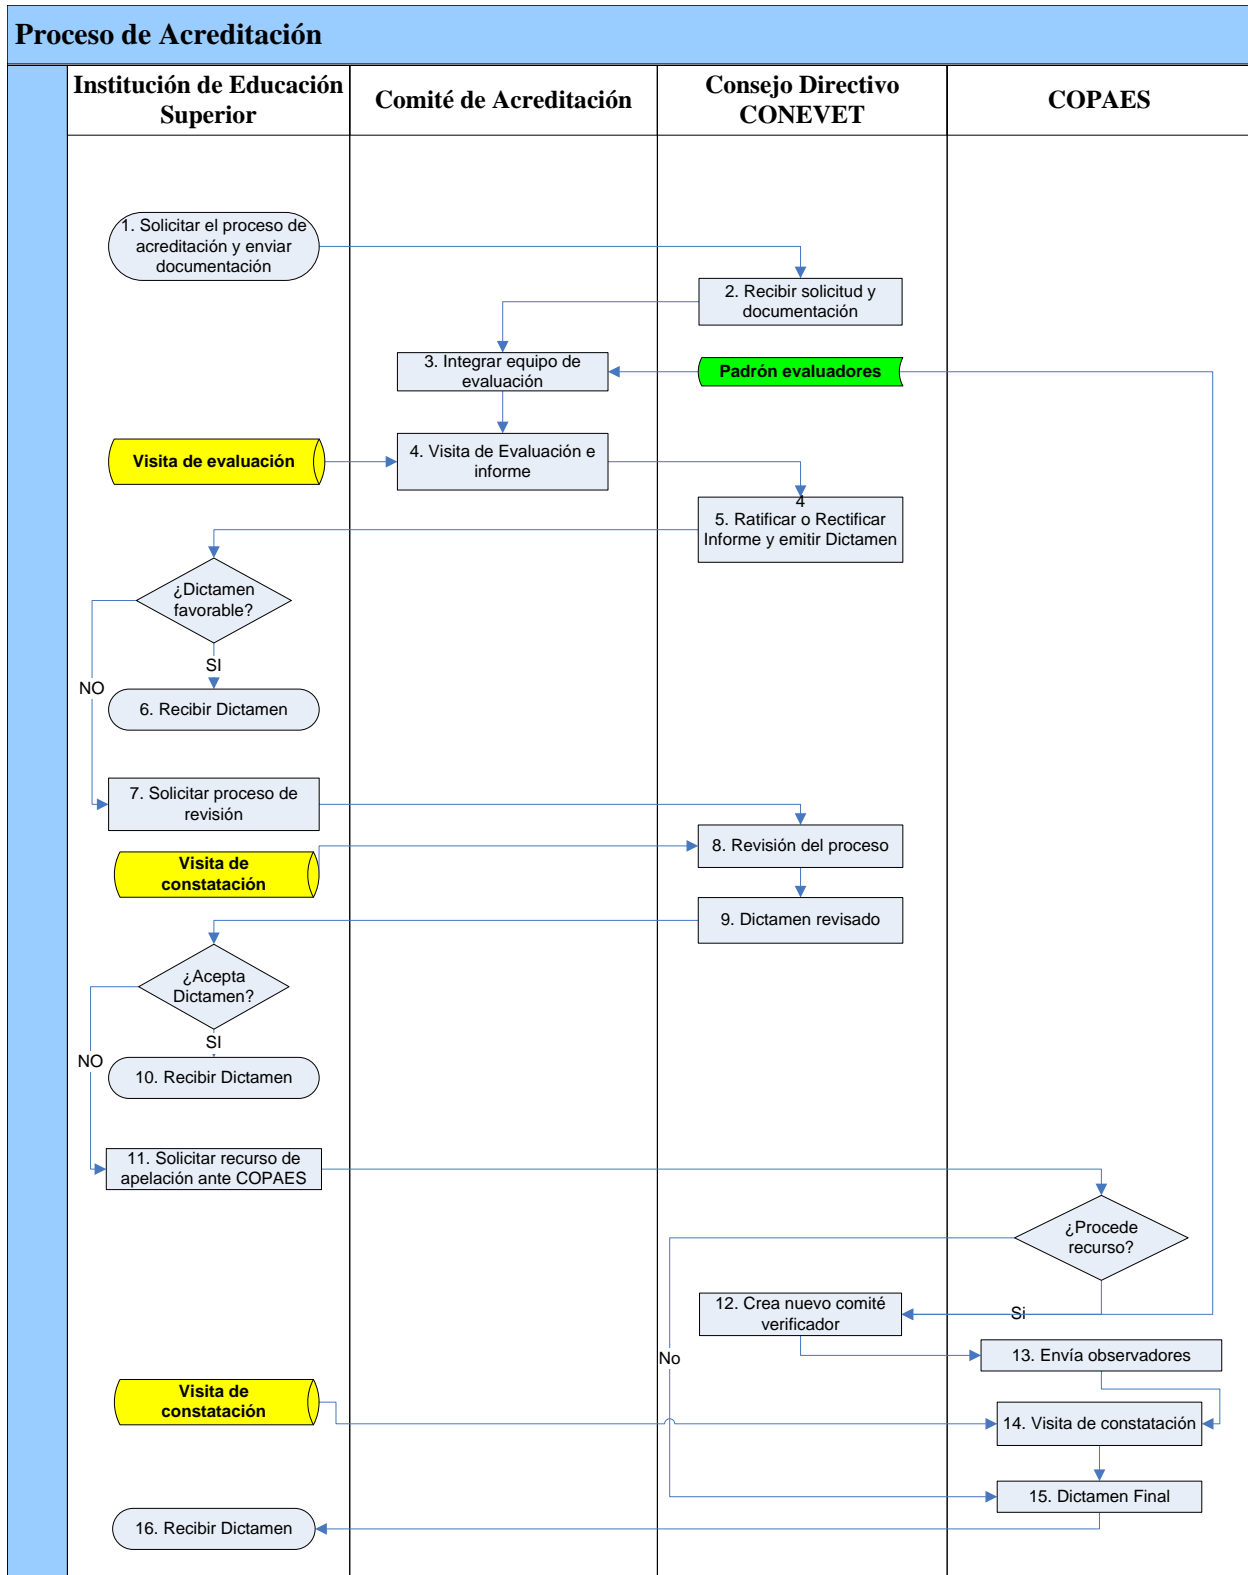 Proceso de Acreditación
Institución de Educación
Superior
Comité de Acreditación
Consejo Directivo
CONEVET
COPAES
1. Solicitar el proceso de
acreditación y enviar
documentación
2. Recibir solicitud y
documentación
3. Integrar equipo de
evaluación
Padrón evaluadores
Visita de evaluación
4. Visita de Evaluación e
informe
4
5. Ratificar o Rectificar
Informe y emitir Dictamen
¿Dictamen
favorable?
SI
NO
6. Recibir Dictamen
7. Solicitar proceso de
revisión
8. Revisión del proceso
Visita de
constatación
9. Dictamen revisado
¿Acepta
Dictamen?
SI
NO
10. Recibir Dictamen
11. Solicitar recurso de
apelación ante COPAES
¿Procede
recurso?
12. Crea nuevo comité
verificador
Si
No
13. Envía observadores
Visita de
constatación
14. Visita de constatación
15. Dictamen Final
16. Recibir Dictamen